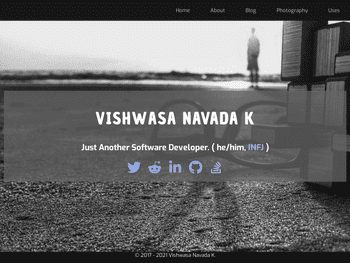 Home About Blog Photography Uses
VISHWASA NAVADA K
Just Another Software Developer. ( he/him, INFJ )
© 2017 - 2021 Vishwasa Navada K.